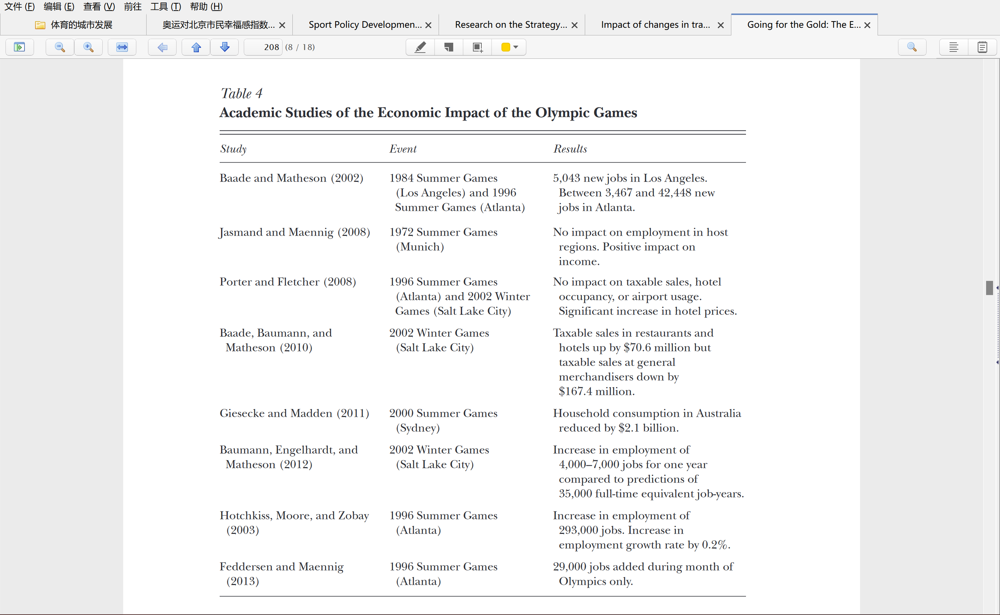 文件 (F) 编辑 (E) 查看 (V) 前往 工具 (T) 帮助 (H)
体育的城市发展 奥运对北京市民幸福感指数... Sport Policy Developmen... Research on the Strategy... Impact of changes in tra... Going for the Gold: The E...
208 (8 / 18)
Table 4
Academic Studies of the Economic Impact of the Olympic Games
Study Event Results
Baade and Matheson (2002) 1984 Summer Games 5,043 new jobs in Los Angeles.
(Los Angeles) and 1996 Between 3,467 and 42,448 new
Summer Games (Atlanta) jobs in Atlanta.
Jasmand and Maennig (2008) 1972 Summer Games No impact on employment in host
(Munich) regions. Positive impact on
income.
Porter and Fletcher (2008) 1996 Summer Games No impact on taxable sales, hotel
(Atlanta) and 2002 Winter occupancy, or airport usage.
Games (Salt Lake City) Significant increase in hotel prices.
Baade, Baumann, and 2002 Winter Games Taxable sales in restaurants and
Matheson (2010) (Salt Lake City) hotels up by $70.6 million but
taxable sales at general
merchandisers down by
$167.4 million.
Giesecke and Madden (2011) 2000 Summer Games Household consumption in Australia
(Sydney) reduced by $2.1 billion.
Baumann, Engelhardt, and 2002 Winter Games Increase in employment of
Matheson (2012) (Salt Lake City) 4,000–7,000 jobs for one year
compared to predictions of
35,000 full-time equivalent job-years.
Hotchkiss, Moore, and Zobay 1996 Summer Games Increase in employment of
(2003) (Atlanta) 293,000 jobs. Increase in
employment growth rate by 0.2%.
Feddersen and Maennig 1996 Summer Games 29,000 jobs added during month of
(2013) (Atlanta) Olympics only.